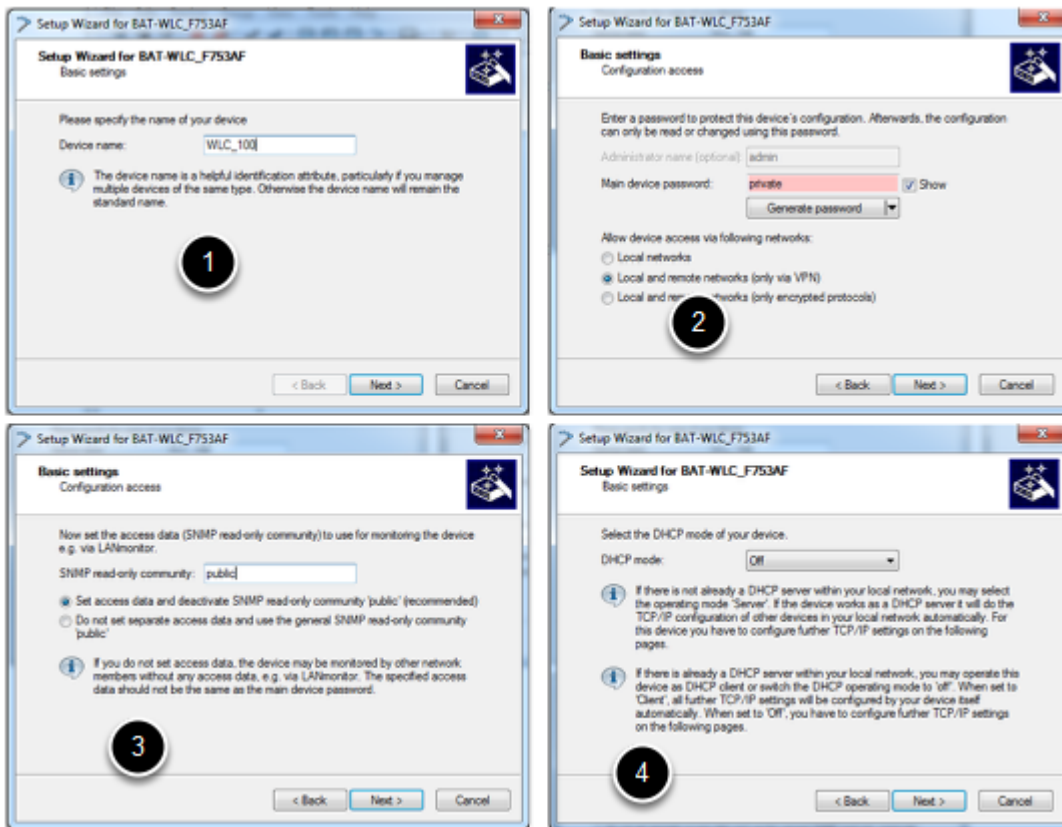 Setup Wizard for BAT-WLC_F753AF
Setup Wizard for BAT-WLC_F753AF
Basic settings
Please specify the name of your device
Device name: WLC_100
The device name is a helpful identification attribute, particularly if you manage
multiple devices of the same type. Otherwise the device name will remain the
standard name.
1
< Back Next > Cancel
Setup Wizard for BAT-WLC_F753AF
Basic settings
Configuration access
Enter a password to protect this device's configuration. Afterwards, the configuration
can only be read or changed using this password.
Administrator name (optional) admin
Main device password: private Show
Generate password
Allow device access via following networks:
Local networks
Local and remote networks (only via VPN)
Local and networks (only encrypted protocols)
2
< Back Next > Cancel
Setup Wizard for BAT-WLC_F753AF
Basic settings
Configuration access
Now set the access data (SNMP read-only community) to use for monitoring the device
e.g. via LANmonitor.
SNMP read-only community: public
Set access data and deactivate SNMP read-only community 'public' (recommended)
Do not set separate access data and use the general SNMP read-only community
'public'
If you do not set access data, the device may be monitored by other network
members without any access data, e.g. via LANmonitor. The specified access
data should not be the same as the main device password.
3
< Back Next > Cancel
Setup Wizard for BAT-WLC_F753AF
Setup Wizard for BAT-WLC_F753AF
Basic settings
Select the DHCP mode of your device.
DHCP mode: Off
If there is not already a DHCP server within your local network, you may select
the operating mode 'Server'. If the device works as a DHCP server it will do the
TCP/IP configuration of other devices in your local network automatically. For
this device you have to configure further TCP/IP settings on the following
pages.
If there is already a DHCP server within your local network, you may operate this
device as DHCP client or switch the DHCP operating mode to 'off'. When set to
'Client', all further TCP/IP settings will be configured by your device itself
automatically. When set to 'Off', you have to configure further TCP/IP settings
on the following pages.
4
< Back Next > Cancel